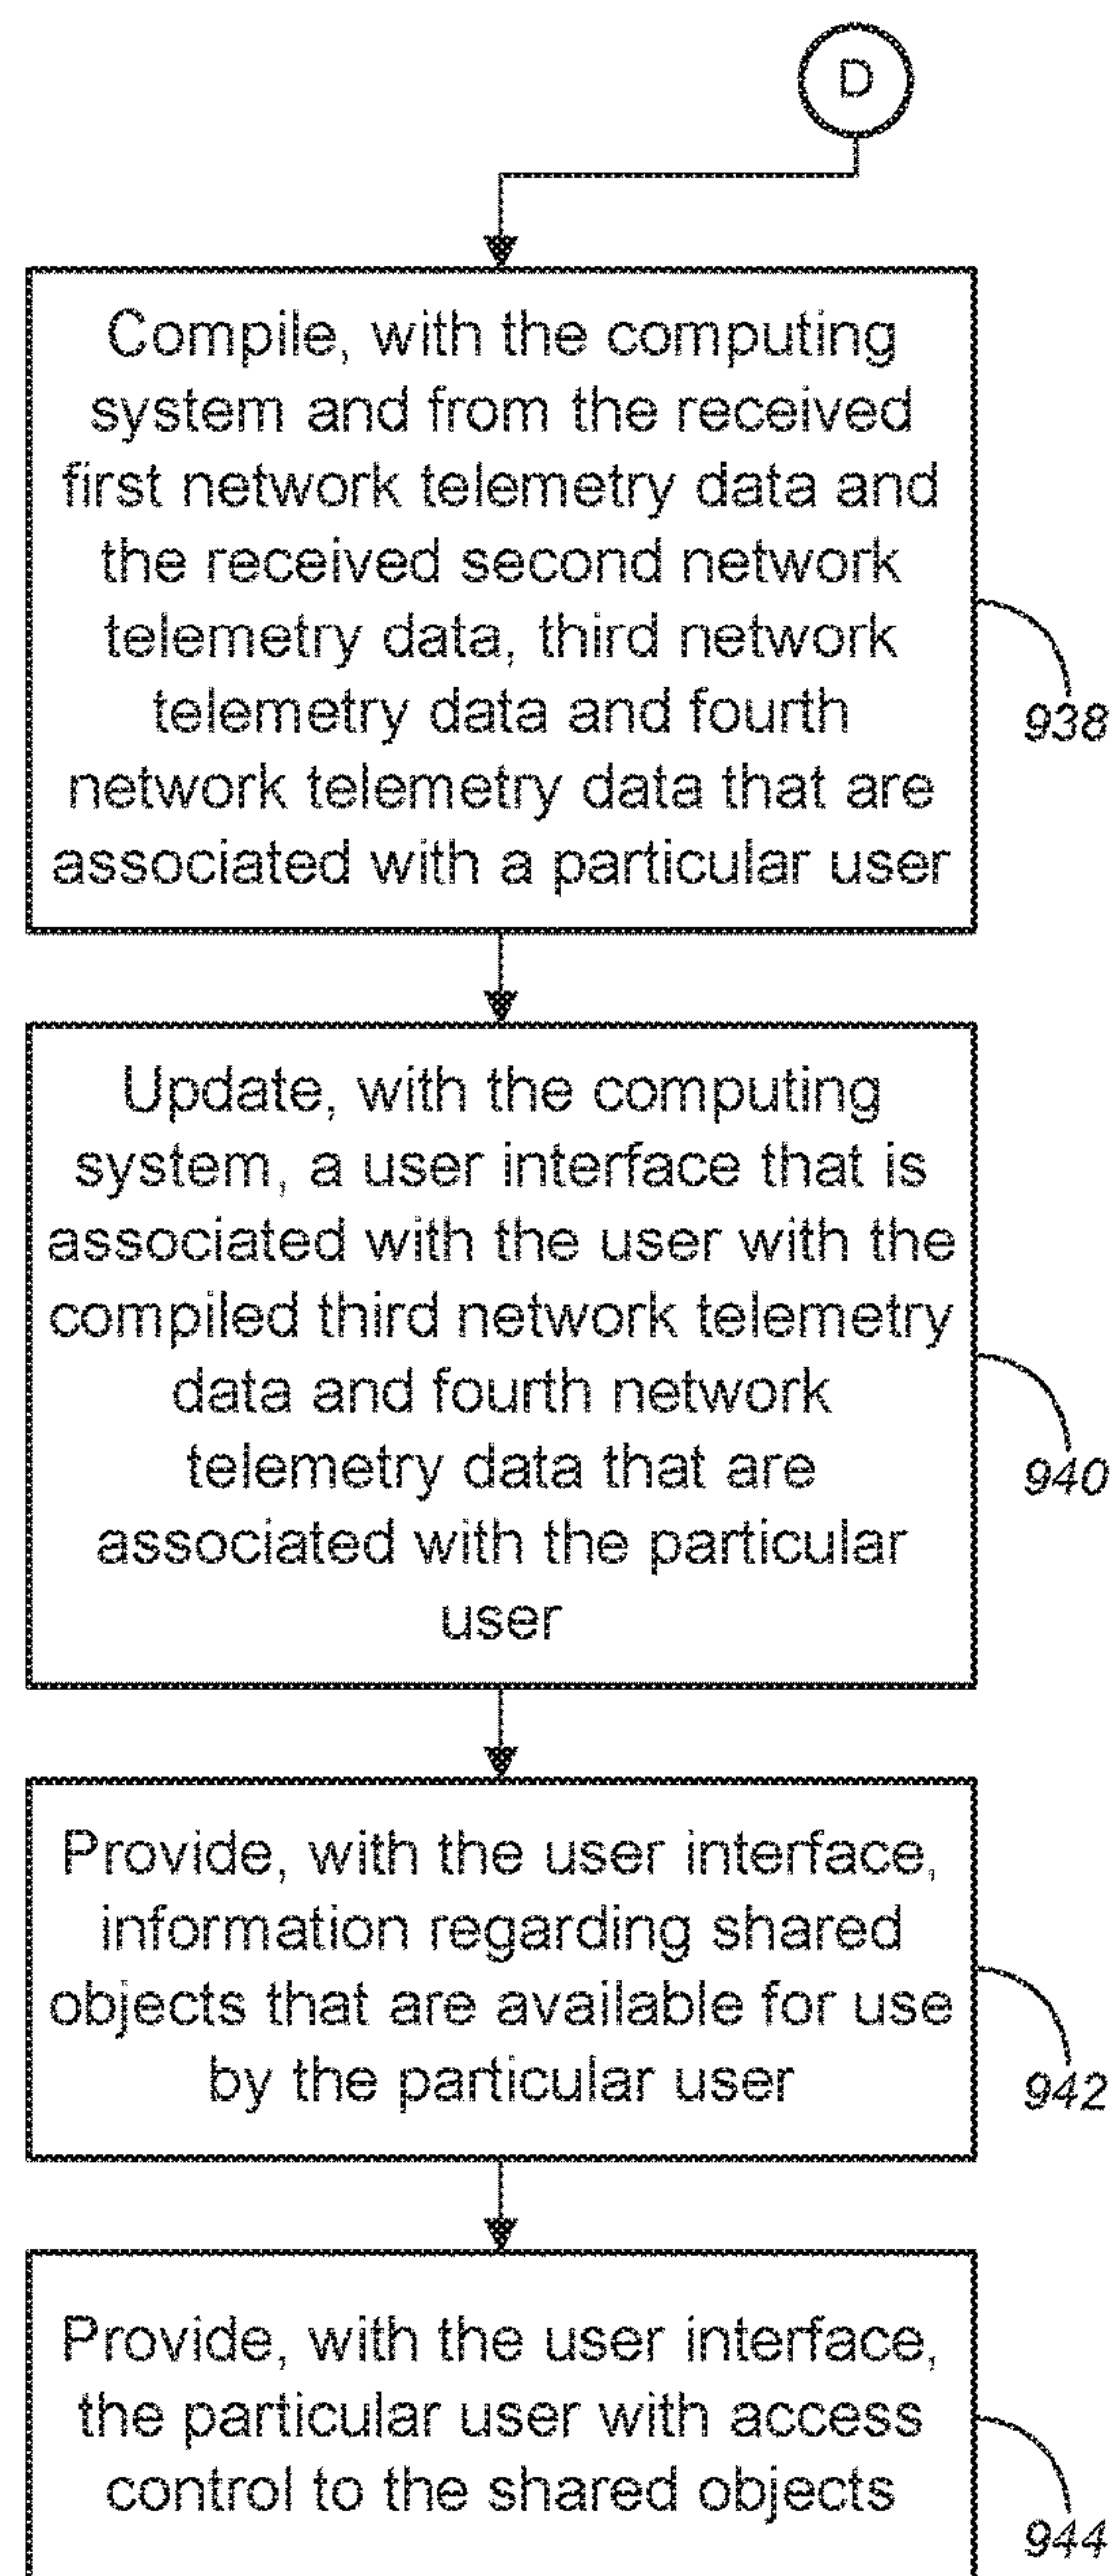 D
Compile, with the computing
system and from the received
first network telemetry data and
the received second network
telemetry data, third network
telemetry data and fourth
network telemetry data that are
associated with a particular user
938
Update, with the computing
system, a user interface that is
associated with the user with the
compiled third network telemetry
data and fourth network
telemetry data that are
associated with the particular
user
940
Provide, with the user interface,
information regarding shared
objects that are available for use
by the particular user
942
Provide, with the user interface,
the particular user with access
control to the shared objects
944